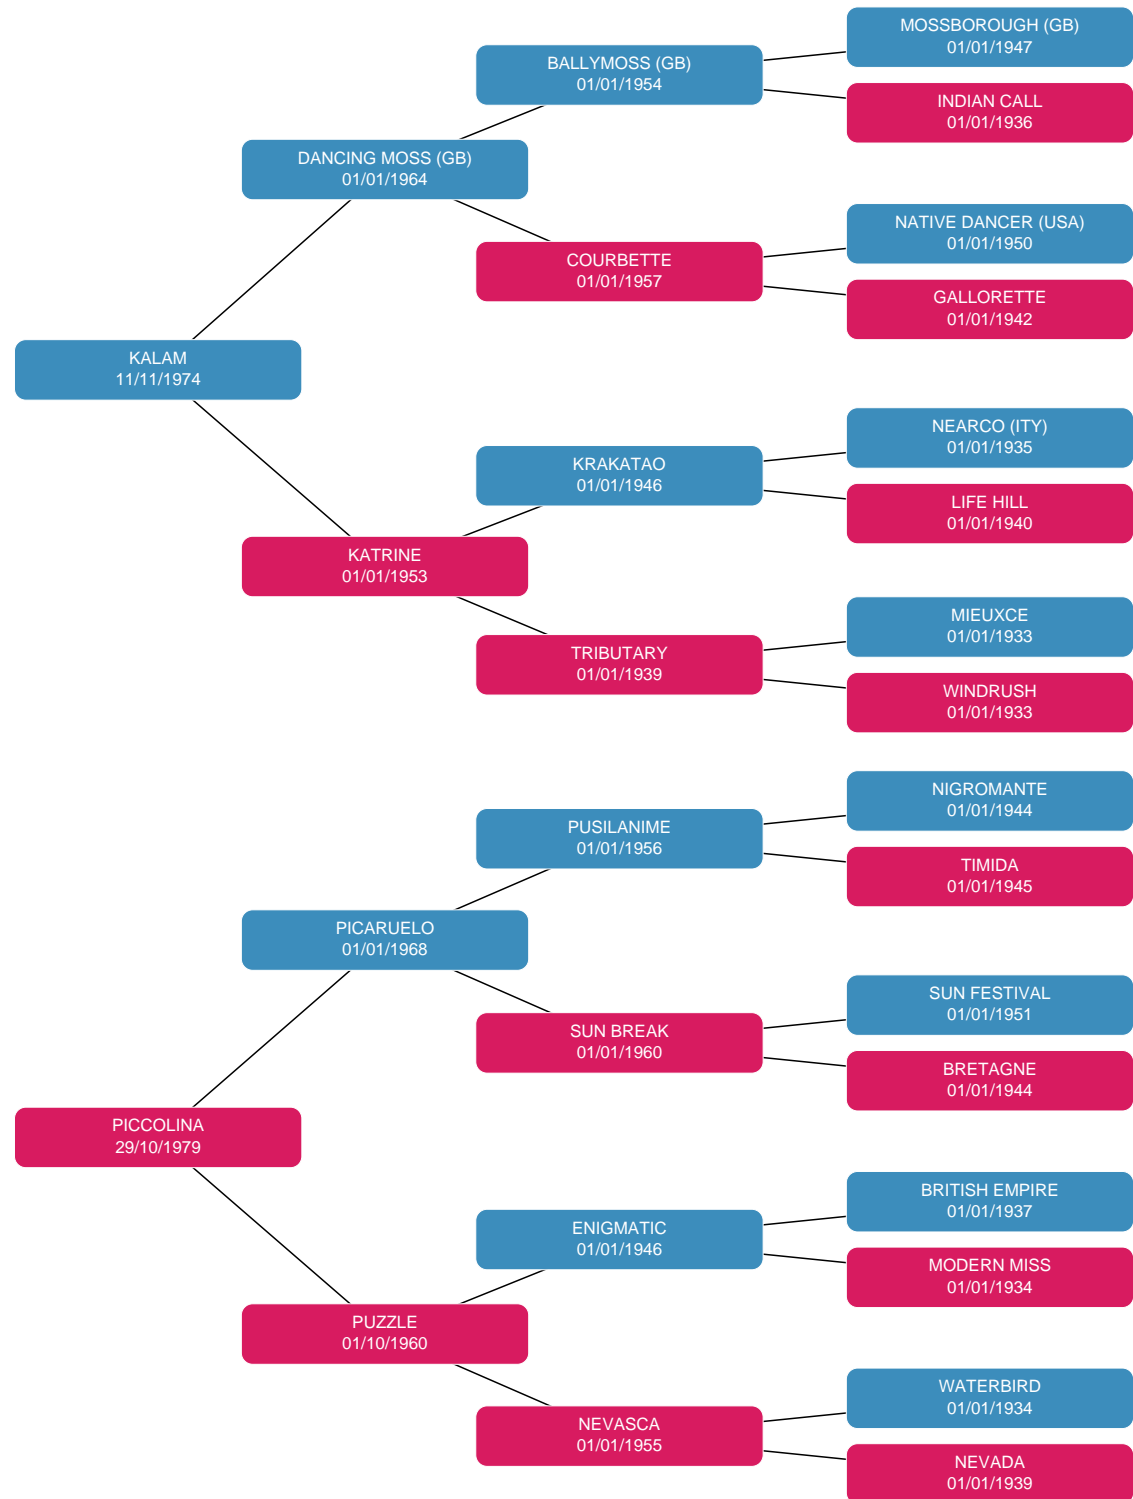 MOSSBOROUGH (GB)
01/01/1947
BALLYMOSS (GB)
01/01/1954
INDIAN CALL
01/01/1936
DANCING MOSS (GB)
01/01/1964
NATIVE DANCER (USA)
01/01/1950
COURBETTE
01/01/1957
GALLORETTE
01/01/1942
KALAM
11/11/1974
NEARCO (ITY)
01/01/1935
KRAKATAO
01/01/1946
LIFE HILL
01/01/1940
KATRINE
01/01/1953
MIEUXCE
01/01/1933
TRIBUTARY
01/01/1939
WINDRUSH
01/01/1933
NIGROMANTE
01/01/1944
PUSILANIME
01/01/1956
TIMIDA
01/01/1945
PICARUELO
01/01/1968
SUN FESTIVAL
01/01/1951
SUN BREAK
01/01/1960
BRETAGNE
01/01/1944
PICCOLINA
29/10/1979
BRITISH EMPIRE
01/01/1937
ENIGMATIC
01/01/1946
MODERN MISS
01/01/1934
PUZZLE
01/10/1960
WATERBIRD
01/01/1934
NEVASCA
01/01/1955
NEVADA
01/01/1939